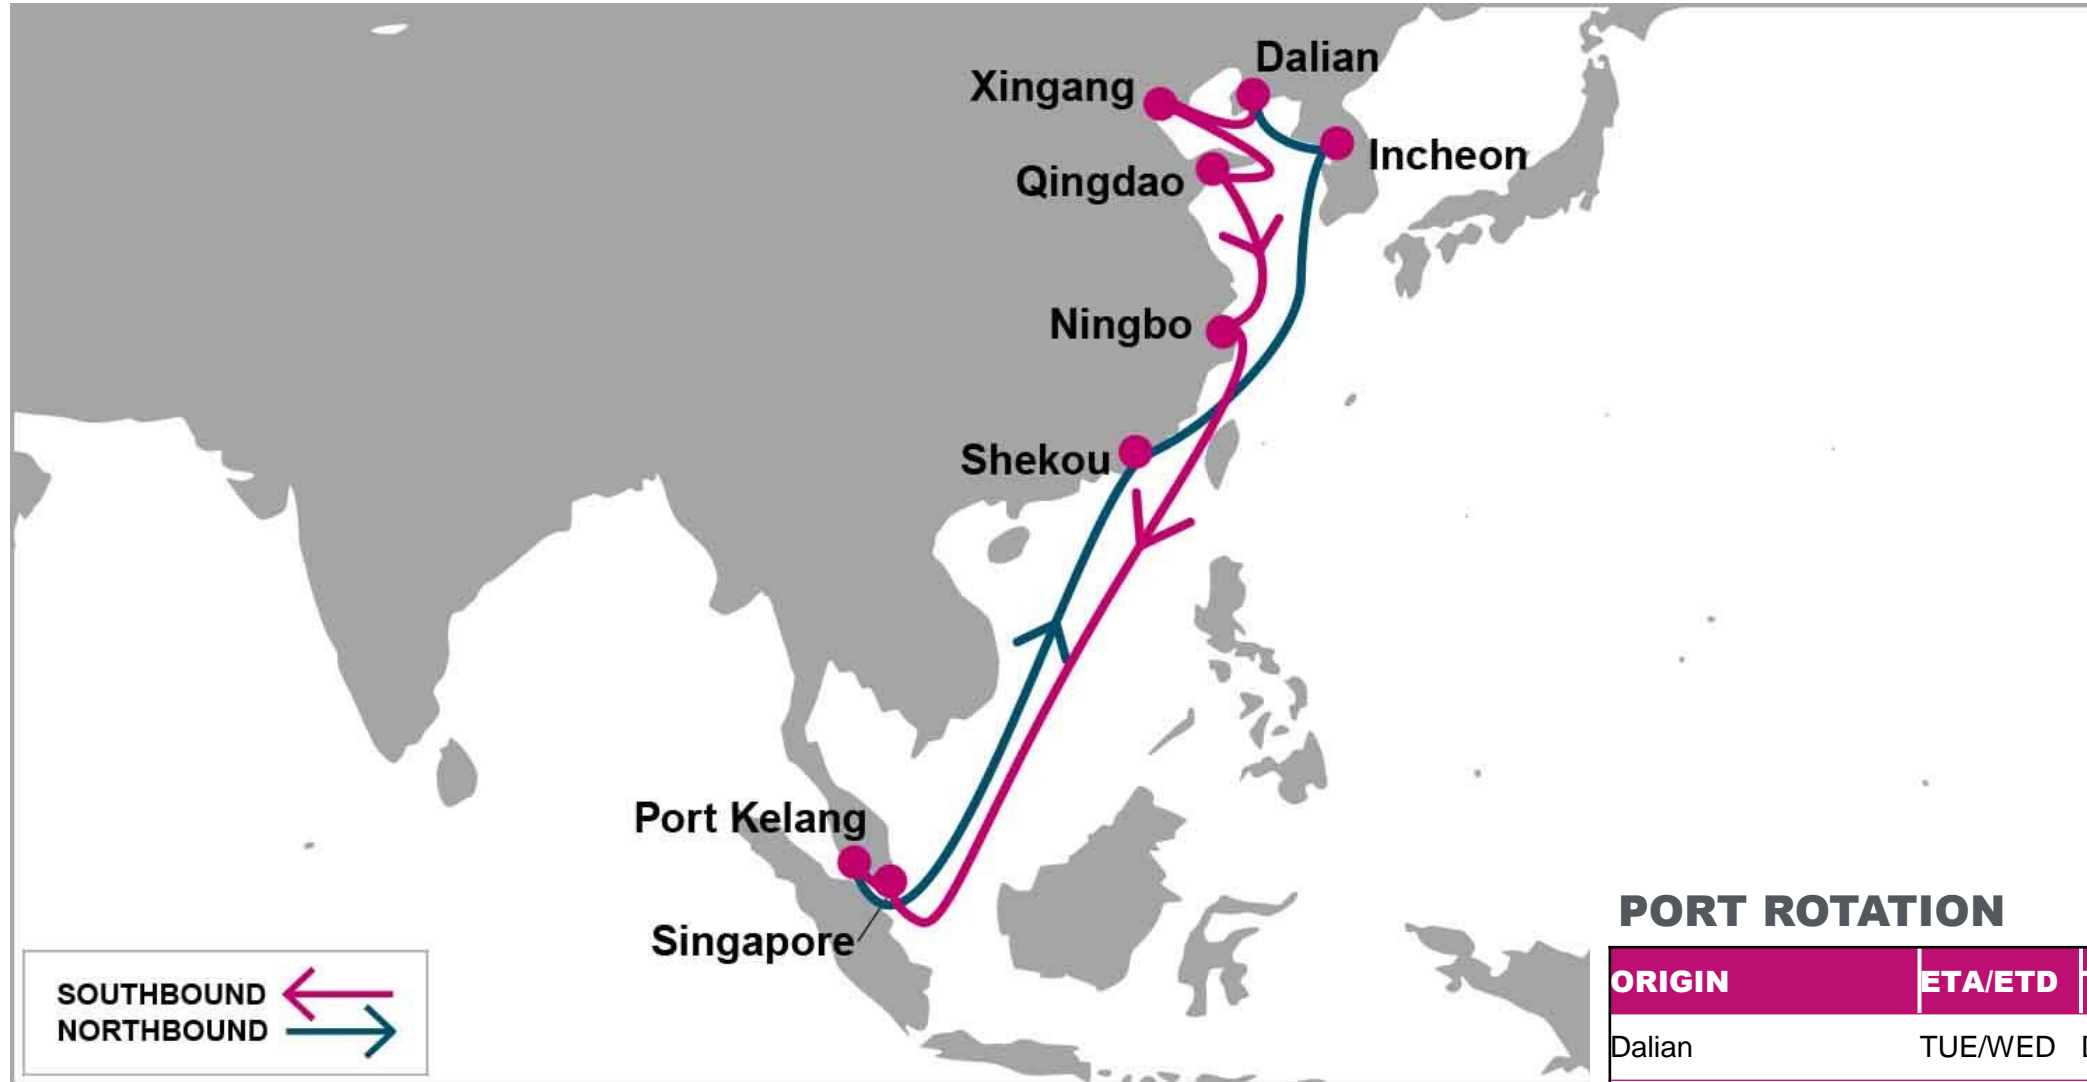 Dalian
Xingang
Incheon
Qingdao
Ningbo
Shekou
Port Kelang
Singapore
SOUTHBOUND
NORTHBOUND
PORT ROTATION
ORIGIN ETA/ETD
Dalian TUE/WED